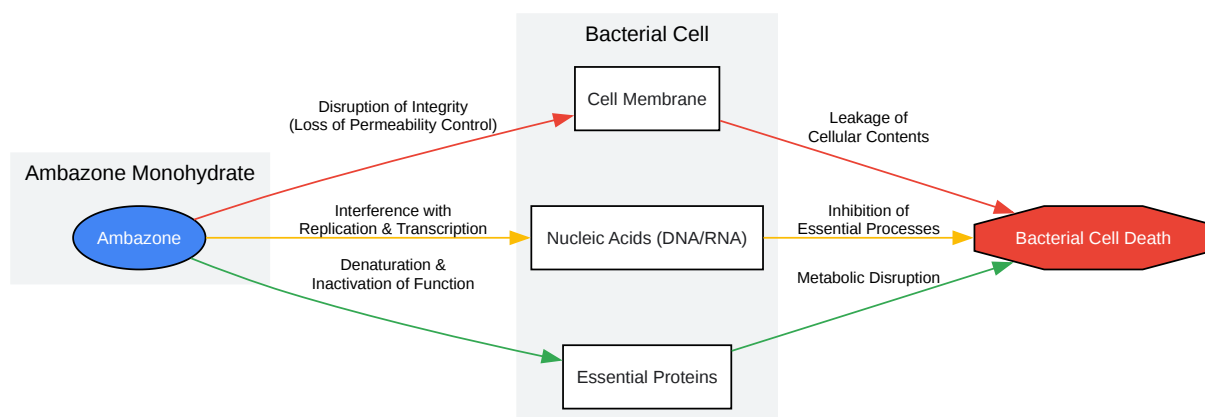 Bacterial Cell
Cell Membrane
Disruption of Integrity
(Loss of Permeability Control)
Leakage of
Cellular Contents
Ambazone Monohydrate
Ambazone
Interference with
Replication & Transcription
Nucleic Acids (DNA/RNA)
Inhibition of
Essential Processes
Bacterial Cell Death
Denaturation &
Inactivation of Function
Metabolic Disruption
Essential Proteins